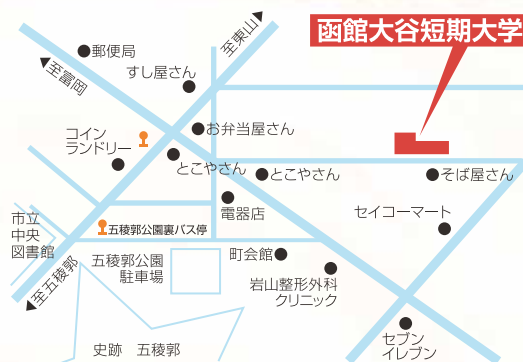 函館大谷短期大学
至東山
郵便局
至富岡
すし屋さん
お弁当屋さん
コイン
ランドリー
とこやさん
とこやさん
そば屋さん
電器店
セイコーマート
市立
中央
図書館
五稜郭公園裏バス停
至五稜郭
五稜郭公園
駐車場
町会館
岩山整形外科
クリニック
セブン
イレブン
史跡 五稜郭